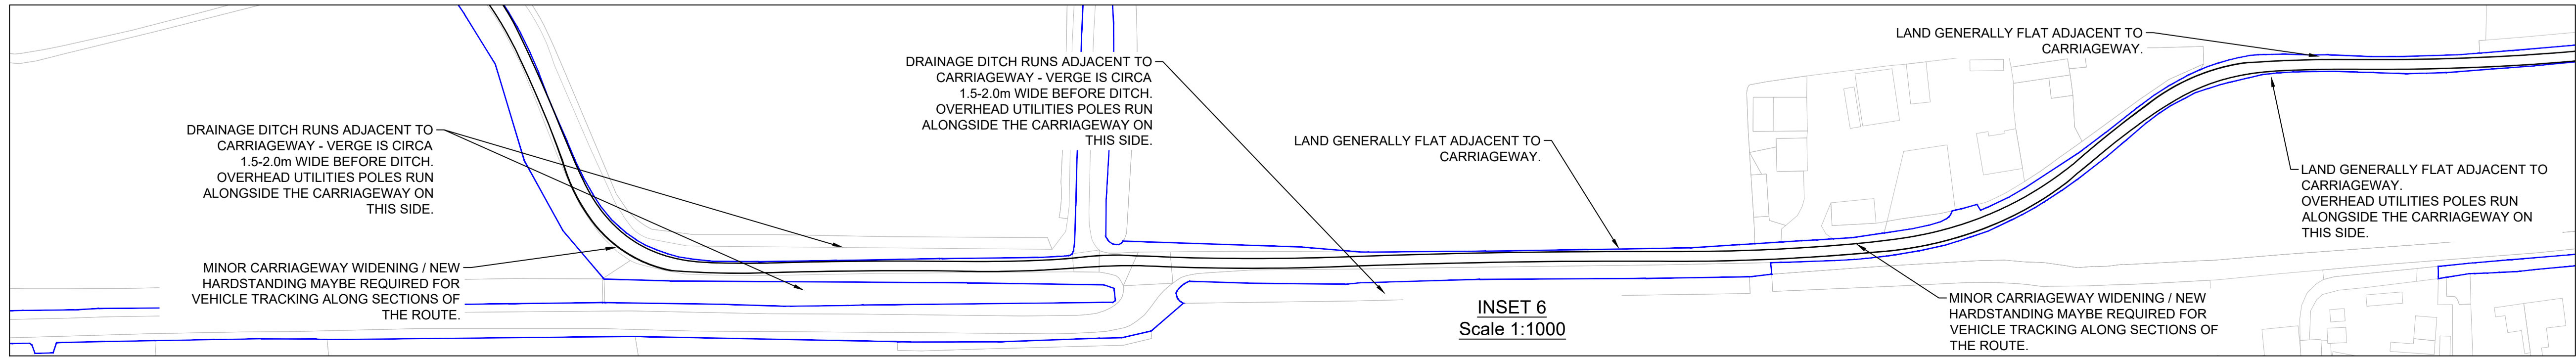 DRAINAGE DITCH RUNS ADJACENT TO
CARRIAGEWAY - VERGE IS CIRCA
1.5-2.0m WIDE BEFORE DITCH.
OVERHEAD UTILITIES POLES RUN
ALONGSIDE THE CARRIAGEWAY ON
THIS SIDE.
MINOR CARRIAGEWAY WIDENING / NEW
HARDSTANDING MAYBE REQUIRED FOR
VEHICLE TRACKING ALONG SECTIONS OF
THE ROUTE.
DRAINAGE DITCH RUNS ADJACENT TO
CARRIAGEWAY - VERGE IS CIRCA
1.5-2.0m WIDE BEFORE DITCH.
OVERHEAD UTILITIES POLES RUN
ALONGSIDE THE CARRIAGEWAY ON
THIS SIDE.
LAND GENERALLY FLAT ADJACENT TO
CARRIAGEWAY.
INSET 6
Scale 1:1000
LAND GENERALLY FLAT ADJACENT TO
CARRIAGEWAY.
LAND GENERALLY FLAT ADJACENT TO
CARRIAGEWAY.
OVERHEAD UTILITIES POLES RUN
ALONGSIDE THE CARRIAGEWAY ON
THIS SIDE.
MINOR CARRIAGEWAY WIDENING / NEW
HARDSTANDING MAYBE REQUIRED FOR
VEHICLE TRACKING ALONG SECTIONS OF
THE ROUTE.